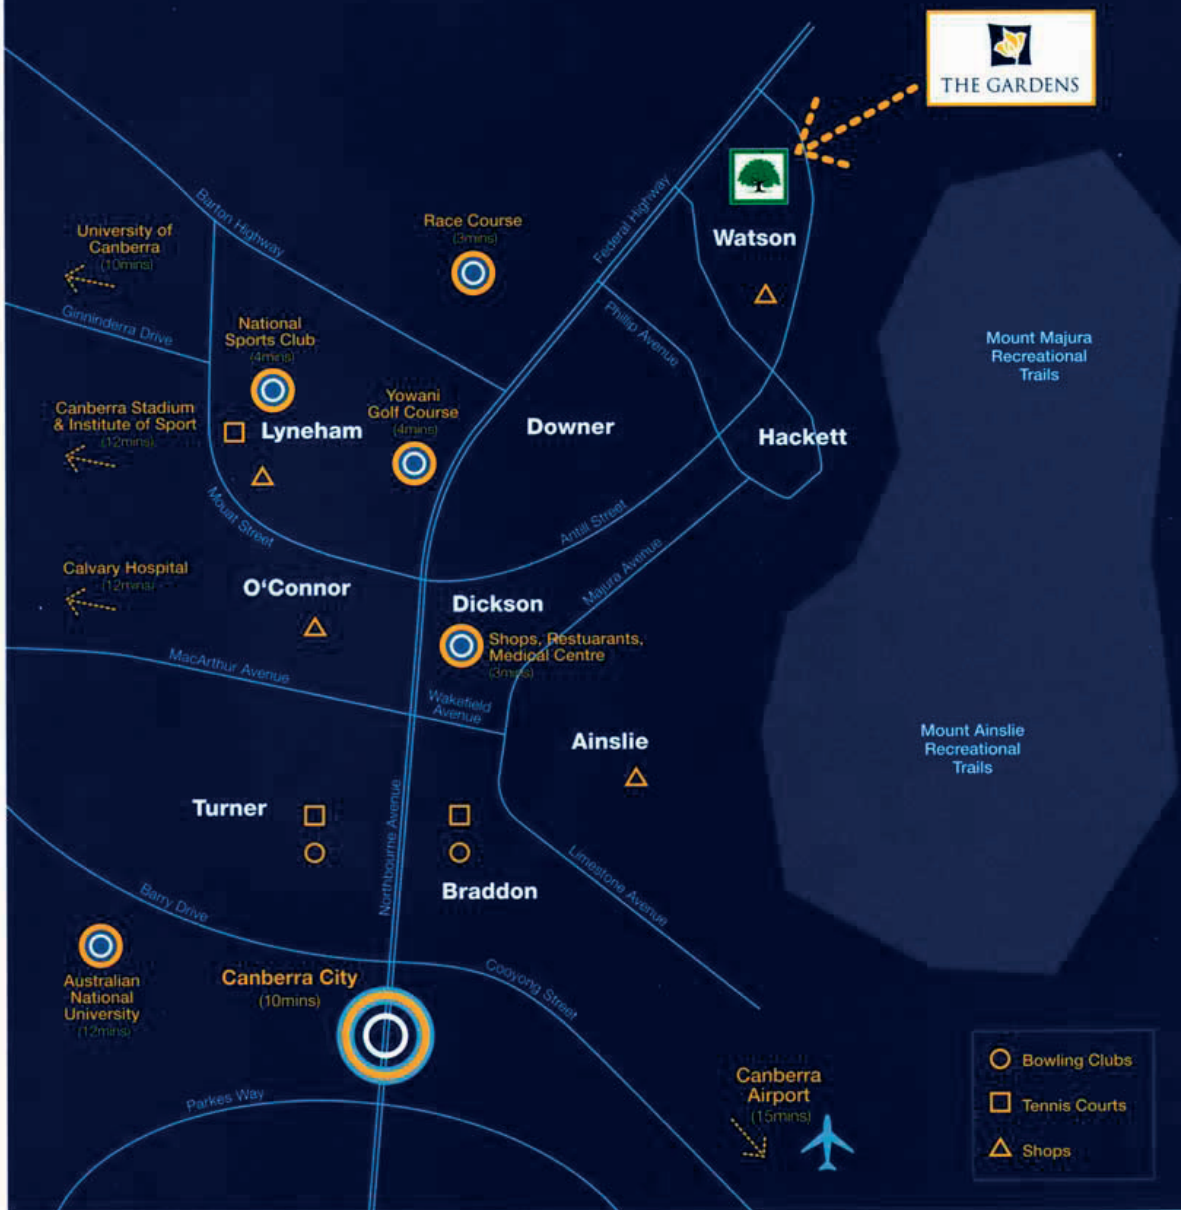 THE GARDENS
Barton Highway
Federal Highway
University of
Canberra
(10mins)
Race Course
(3mins)
Watson
Ginninderra Drive
National
Sports Club
(4mins)
Phillip Avenue
Mount Majura
Recreational
Trails
Canberra Stadium
& Institute of Sport
(12mins)
Yowani
Golf Course
(4mins)
Lyneham
Downer
Hackett
Mouat Street
Antill Street
Majura Avenue
Calvary Hospital
(12mins)
O'Connor
Dickson
Shops, Restuarants,
Medical Centre
(3mins)
MacArthur Avenue
Wakefield
Avenue
Ainslie
Mount Ainslie
Recreational
Trails
Turner
Northbourne Avenue
Braddon
Limestone Avenue
Barry Drive
Australian
National
University
(12mins)
Canberra City
(10mins)
Cooyong Street
Parkes Way
Canberra
Airport
(15mins)
Bowling Clubs
Tennis Courts
Shops